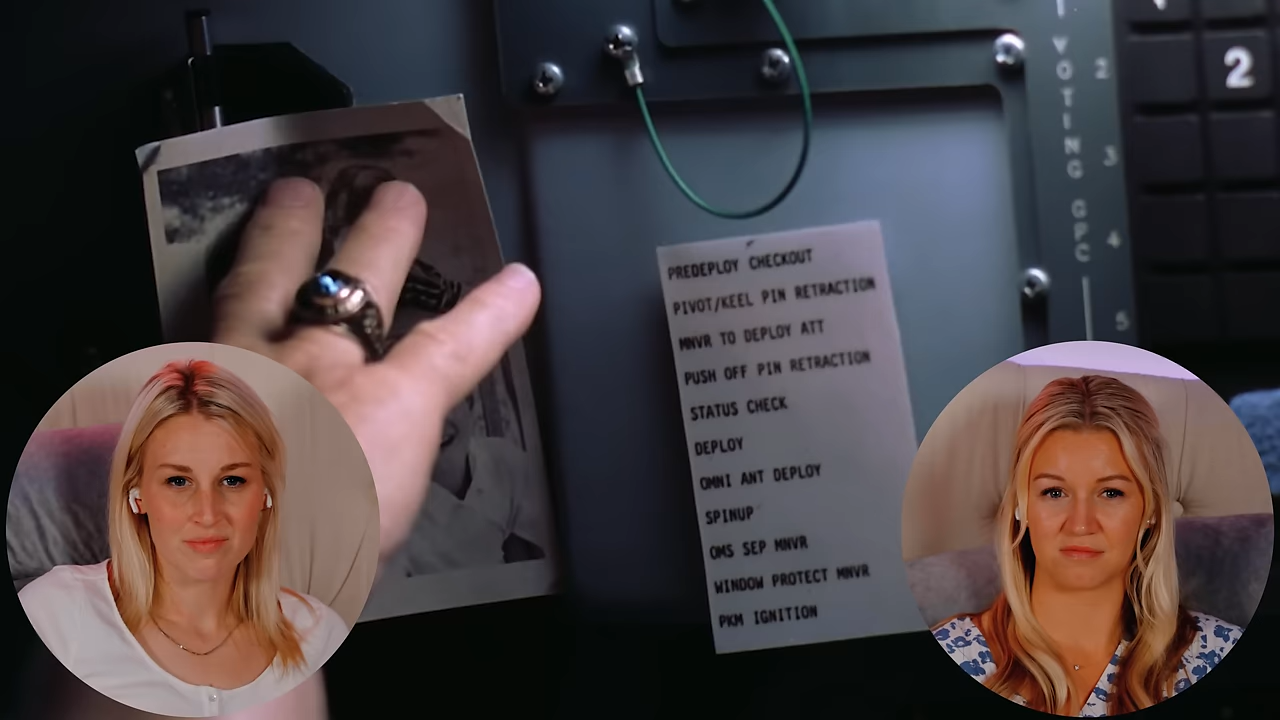 PREDEPLOY CHECKOUT
PIVOT/KEEL PIN RETRACTION
MNVR TO DEPLOY ATT
PUSH OFF PIN RETRACTION
STATUS CHECK
DEPLOY
OMNI ANT DEPLOY
SPINUP
OMS SEP MNVR
WINDOW PROTECT MNVR
PKM IGNITION
VOTING GPC
2
3
4
5
2